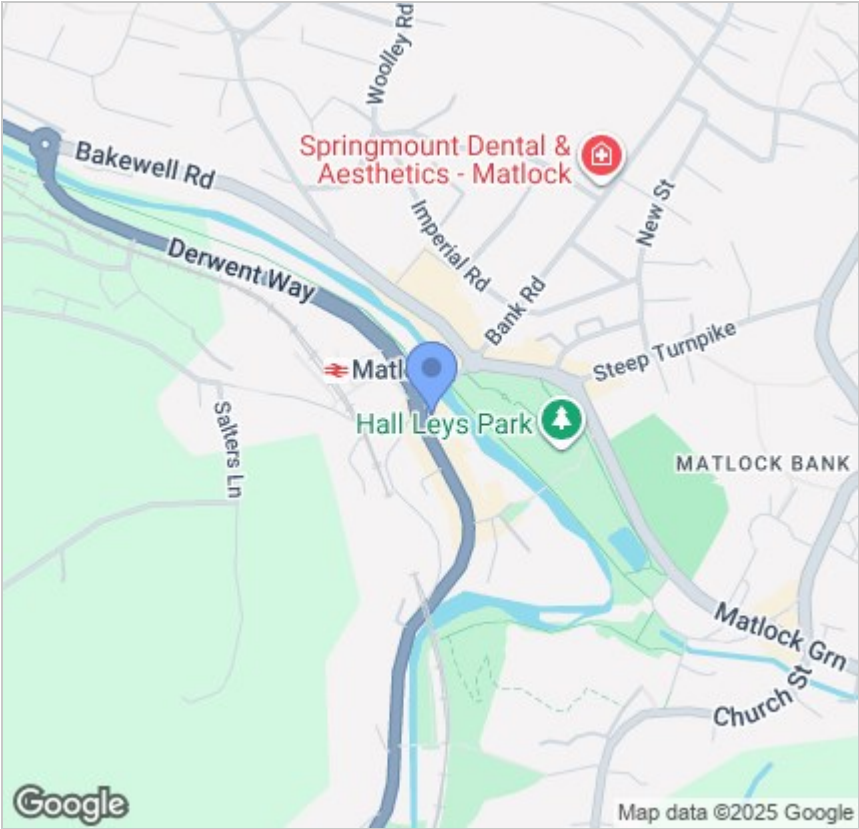 Woolley Rd
Springmount Dental &
Aesthetics - Matlock
Bakewell Rd
New St
Imperial Rd
Derwent Way
Bank Rd
Steep Turnpike
Hall Leys Park
Salters Ln
MATLOCK BANK
Matlock Grn
Church St
Google
Map data ©2025 Google